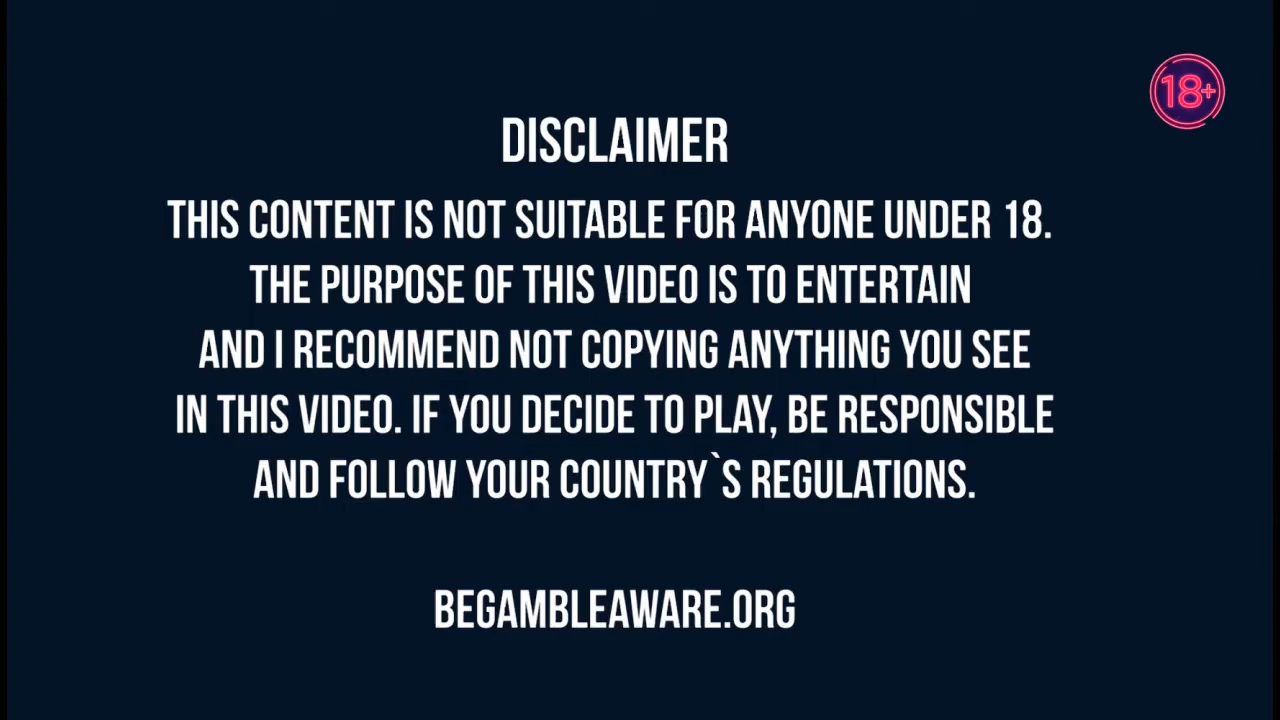 18+
DISCLAIMER
THIS CONTENT IS NOT SUITABLE FOR ANYONE UNDER 18.
THE PURPOSE OF THIS VIDEO IS TO ENTERTAIN
AND I RECOMMEND NOT COPYING ANYTHING YOU SEE
IN THIS VIDEO. IF YOU DECIDE TO PLAY, BE RESPONSIBLE
AND FOLLOW YOUR COUNTRY`S REGULATIONS.
BEGAMBLEAWARE.ORG